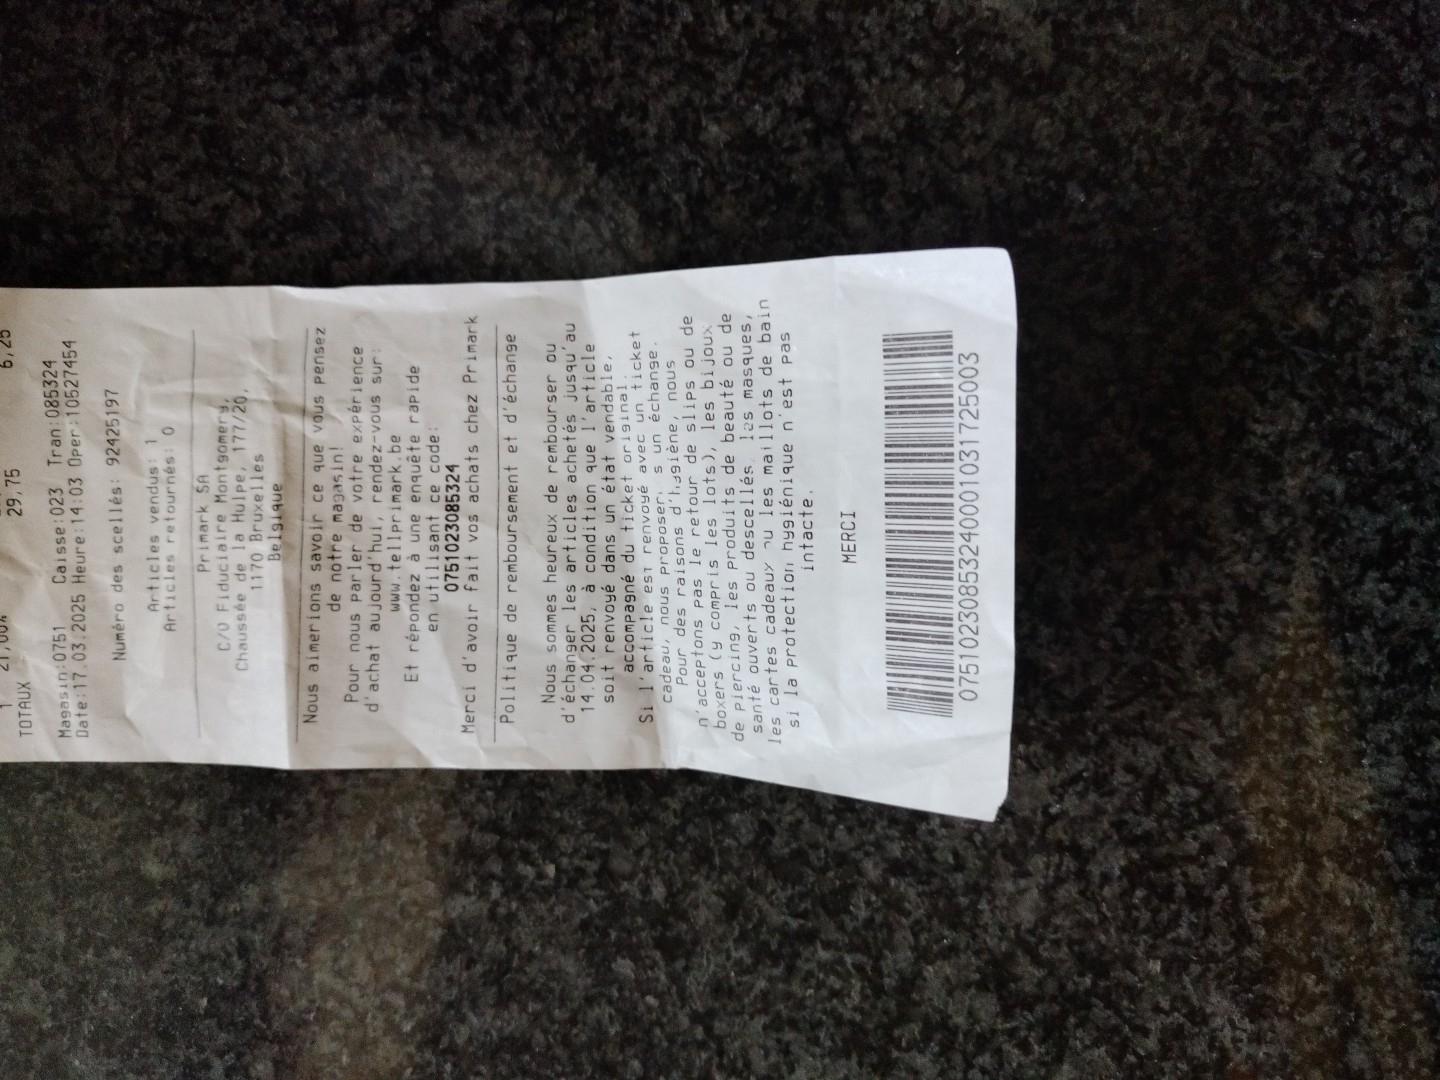 1 21,00%
TOTAUX 29,75 6,25
Magasin:0751 Caisse:023 Tran:085324
Date:17.03.2025 Heure:14:03 Oper:10527454
Numéro des scellés: 92425197
Articles vendus: 1
Articles retournés: 0
Primark SA
C/O Fiduciaire Montgomery,
Chaussée de la Hulpe, 177/20,
1170 Bruxelles
Belgique
Nous aimerions savoir ce que vous pensez
de notre magasin!
Pour nous parler de votre expérience
d'achat aujourd'hui, rendez-vous sur:
www.tellprimark.be
Et répondez à une enquête rapide
en utilisant ce code:
0751023085324
Merci d'avoir fait vos achats chez Primark
Politique de remboursement et d'échange
Nous sommes heureux de rembourser ou
d'échanger les articles achetés jusqu'au
14.04.2025, à condition que l'article
soit renvoyé dans un état vendable,
accompagné du ticket original.
Si l'article est renvoyé avec un ticket
cadeau, nous proposerons un échange.
Pour des raisons d'hygiène, nous
n'acceptons pas le retour de slips ou de
boxers (y compris les lots), les bijoux
de piercing, les produits de beauté ou de
santé ouverts ou descellés, les masques,
les cartes cadeaux ou les maillots de bain
si la protection hygiénique n'est pas
intacte.
MERCI
07510230853240001031725003